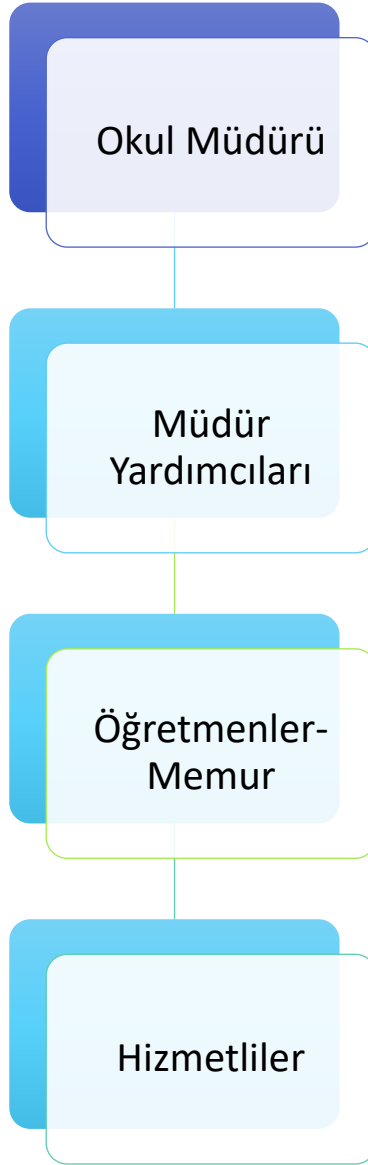 Okul Müdürü
Müdür
Yardımcıları
Öğretmenler-
Memur
Hizmetliler